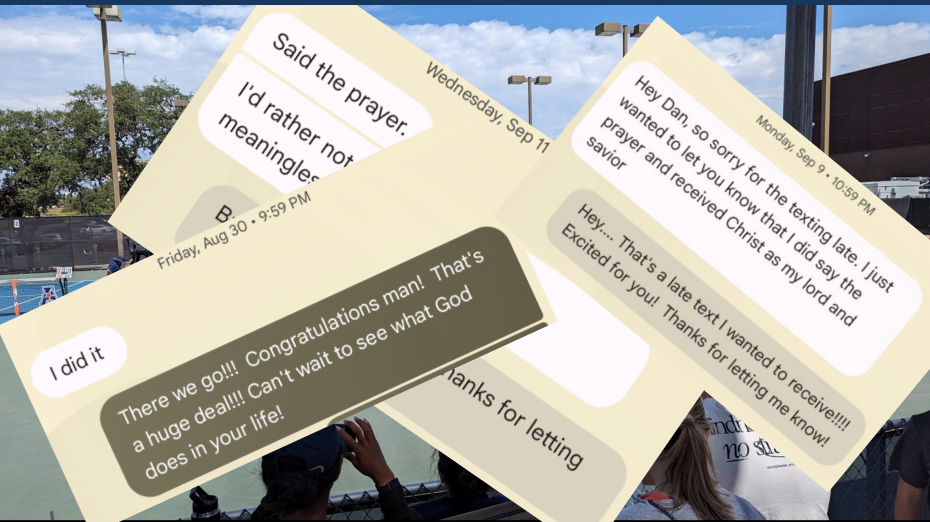 Said the prayer.
I'd rather not
meaningles
Wednesday, Sep 11
Monday, Sep 9 • 10:59 PM
Hey Dan, so sorry for the texting late. I just
wanted to let you know that I did say the
prayer and received Christ as my lord and
savior
Hey.... That's a late text I wanted to receive!!!!
Excited for you! Thanks for letting me know!
Friday, Aug 30 • 9:59 PM
I did it
There we go!!! Congratulations man! That's
a huge deal!!! Can't wait to see what God
does in your life!
hanks for letting
no